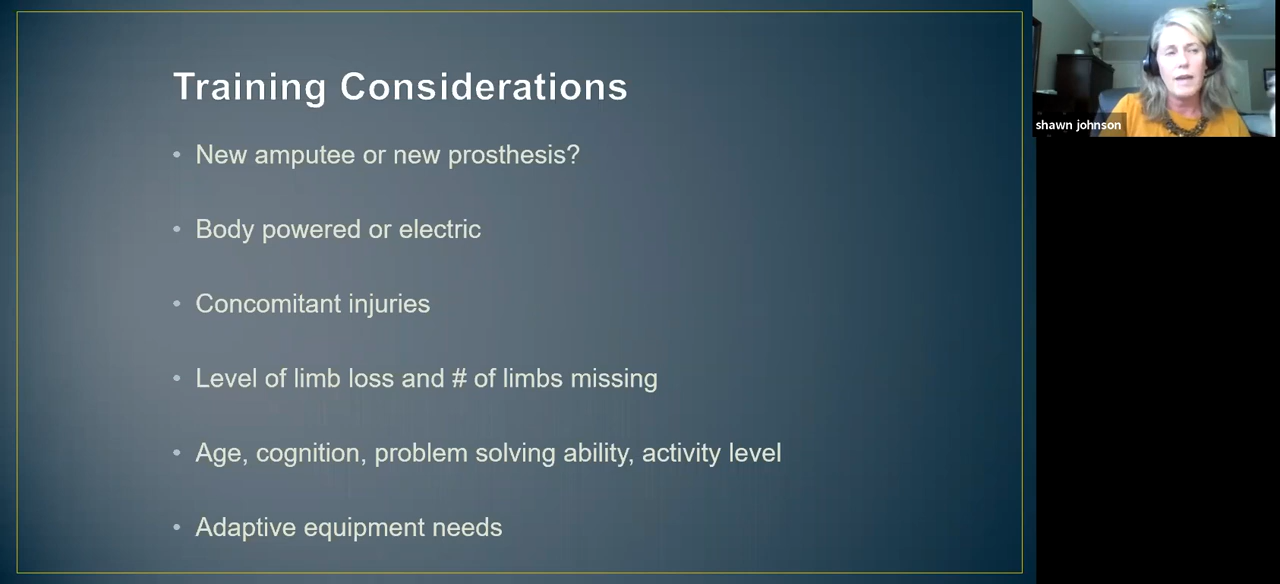 Training Considerations
• New amputee or new prosthesis?
• Body powered or electric
• Concomitant injuries
• Level of limb loss and # of limbs missing
• Age, cognition, problem solving ability, activity level
• Adaptive equipment needs
shawn johnson